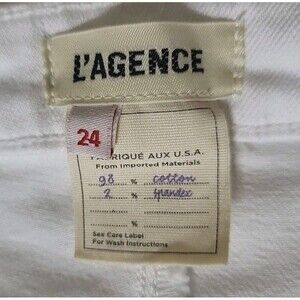 L'AGENCE
24
FABRIQUÉ AUX U.S.A.
From Imported Materials
98 % cotton
2 % spandex
%
%
See Care Label
For Wash Instructions